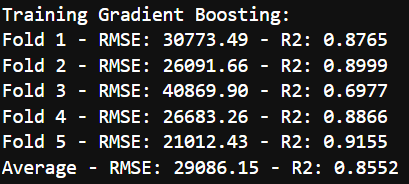 Training Gradient Boosting:
Fold 1 - RMSE: 30773.49 - R2: 0.8765
Fold 2 - RMSE: 26091.66 - R2: 0.8999
Fold 3 - RMSE: 40869.90 - R2: 0.6977
Fold 4 - RMSE: 26683.26 - R2: 0.8866
Fold 5 - RMSE: 21012.43 - R2: 0.9155
Average - RMSE: 29086.15 - R2: 0.8552